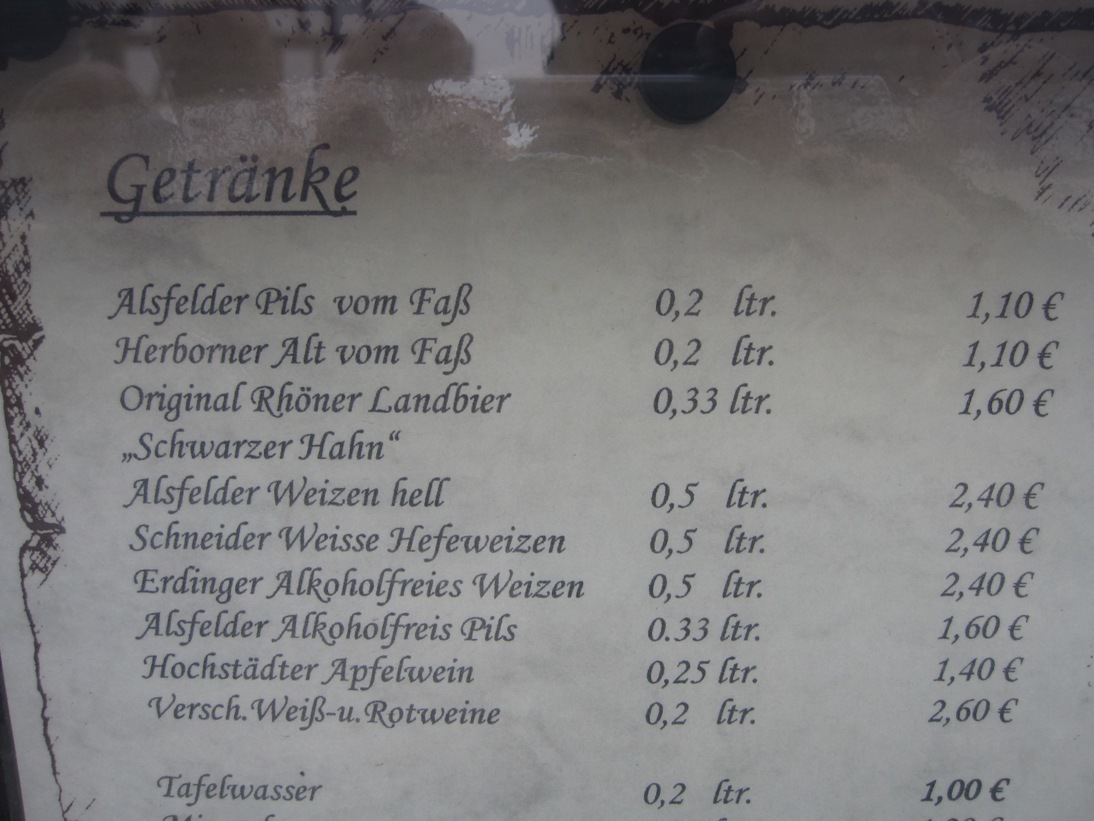 Getränke
Alsfelder Pils vom Faß 0,2 ltr. 1,10 €
Herborner Alt vom Faß 0,2 ltr. 1,10 €
Original Rhöner Landbier 0,33 ltr. 1,60 €
„Schwarzer Hahn“
Alsfelder Weizen hell 0,5 ltr. 2,40 €
Schneider Weisse Hefeweizen 0,5 ltr. 2,40 €
Erdinger Alkoholfreies Weizen 0,5 ltr. 2,40 €
Alsfelder Alkoholfreis Pils 0.33 ltr. 1,60 €
Hochstädter Apfelwein 0,25 ltr. 1,40 €
Versch.Weiß-u.Rotweine 0,2 ltr. 2,60 €
Tafelwasser 0,2 ltr. 1,00 €